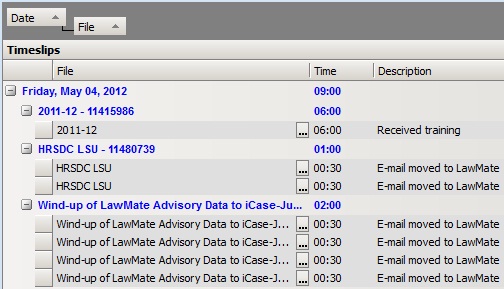 Date
File
Timeslips
File Time Description
Friday, May 04, 2012 09:00
2011-12 - 11415986 06:00
2011-12 ... 06:00 Received training
HRSDC LSU - 11480739 01:00
HRSDC LSU ... 00:30 E-mail moved to LawMate
HRSDC LSU ... 00:30 E-mail moved to LawMate
Wind-up of LawMate Advisory Data to iCase-Ju... 02:00
Wind-up of LawMate Advisory Data to iCase-J... ... 00:30 E-mail moved to LawMate
Wind-up of LawMate Advisory Data to iCase-J... ... 00:30 E-mail moved to LawMate
Wind-up of LawMate Advisory Data to iCase-J... ... 00:30 E-mail moved to LawMate
Wind-up of LawMate Advisory Data to iCase-J... ... 00:30 E-mail moved to LawMate